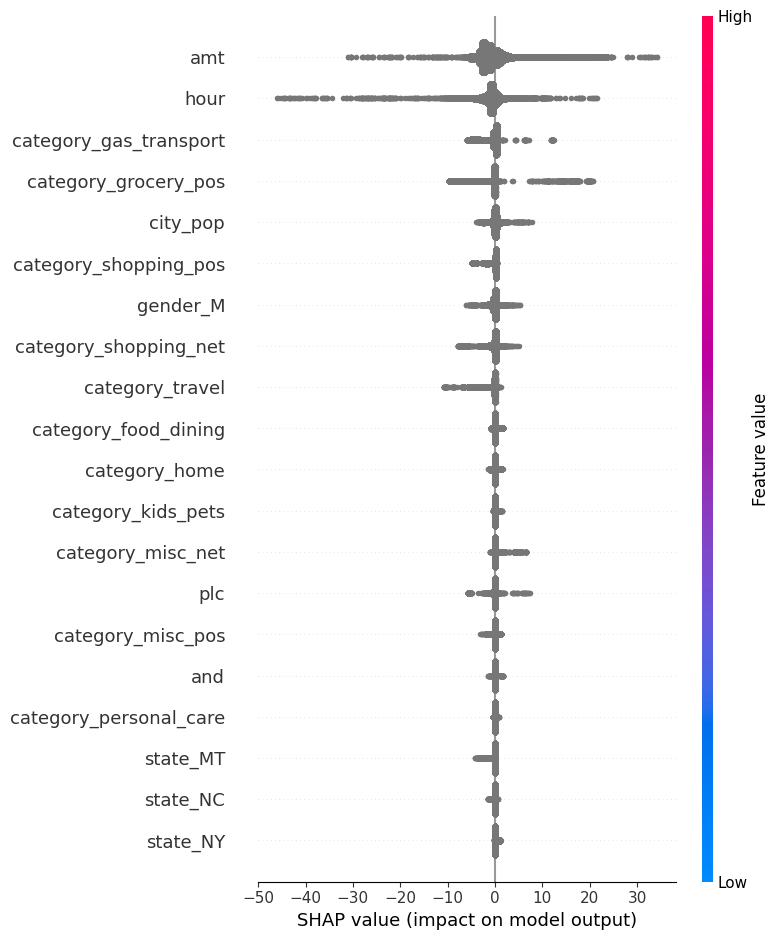 High
amt
hour
category_gas_transport
category_grocery_pos
city_pop
category_shopping_pos
gender_M
category_shopping_net
category_travel
category_food_dining
category_home
category_kids_pets
category_misc_net
plc
category_misc_pos
and
category_personal_care
state_MT
state_NC
state_NY
Feature value
Low
−50 −40 −30 −20 −10 0 10 20 30
SHAP value (impact on model output)